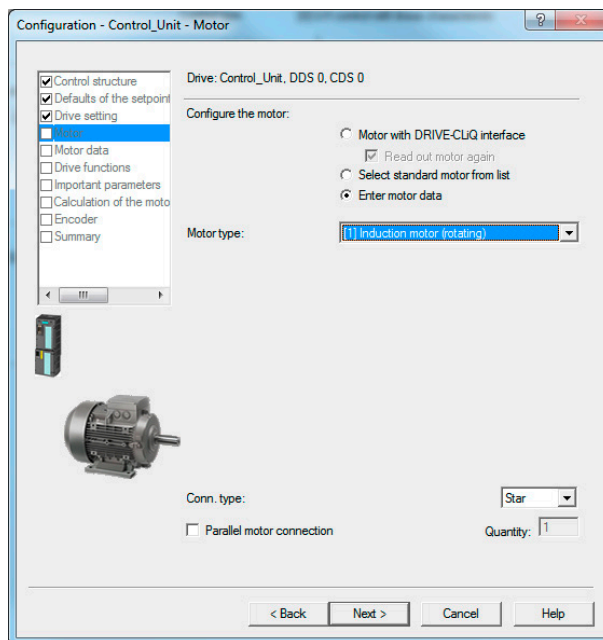 Configuration - Control_Unit - Motor
Control structure
Defaults of the setpoint
Drive setting
Motor
Motor data
Drive functions
Important parameters
Calculation of the moto
Encoder
Summary
Drive: Control_Unit, DDS 0, CDS 0
Configure the motor:
Motor with DRIVE-CLiQ interface
Read out motor again
Select standard motor from list
Enter motor data
Motor type:
[1] Induction motor (rotating)
Conn. type:
Star
Parallel motor connection
Quantity: 1
< Back
Next >
Cancel
Help